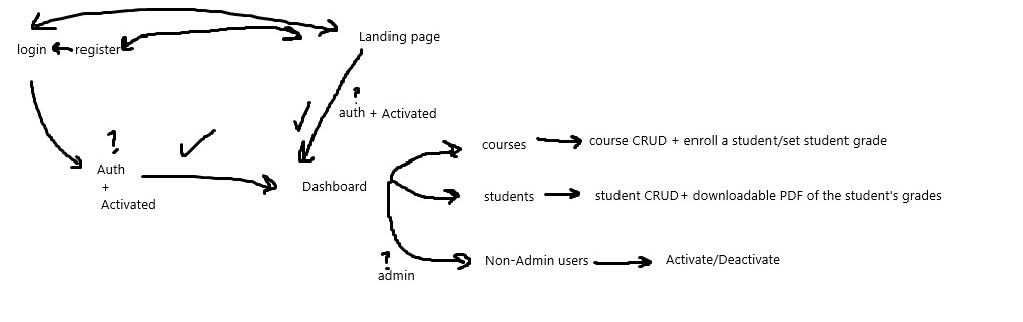 Landing page
login
register
?
auth + Activated
?
Auth
+
Activated
Dashboard
courses
course CRUD + enroll a student/set student grade
students
student CRUD+ downloadable PDF of the student's grades
?
admin
Non-Admin users
Activate/Deactivate